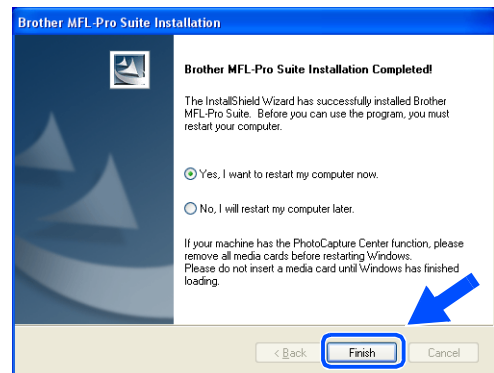 Brother MFL-Pro Suite Installation
Brother MFL-Pro Suite Installation Completed!
The InstallShield Wizard has successfully installed Brother
MFL-Pro Suite. Before you can use the program, you must
restart your computer.
Yes, I want to restart my computer now.
No, I will restart my computer later.
If your machine has the PhotoCapture Center function, please
remove all media cards before restarting Windows.
Please do not insert a media card until Windows has finished
loading.
< Back Finish Cancel